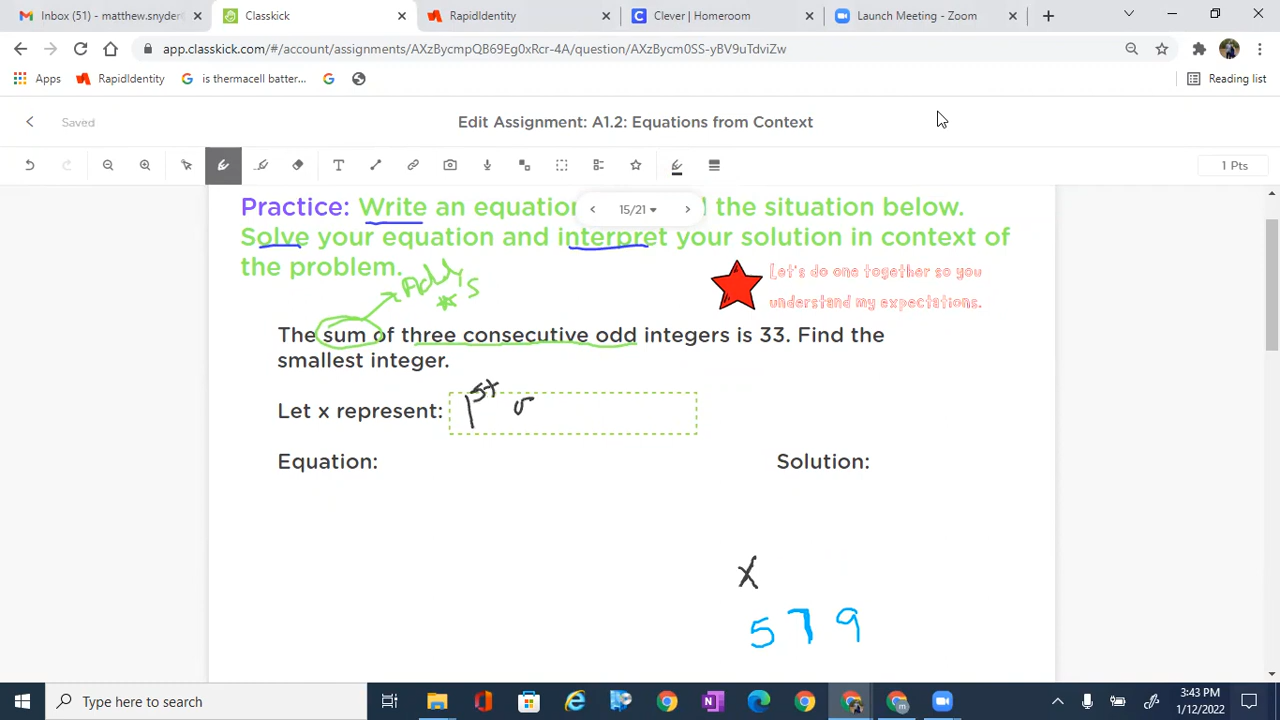 Inbox (51) - matthew.snyder
Classkick
RapidIdentity
Clever | Homeroom
Launch Meeting - Zoom
app.classkick.com/#/account/assignments/AXzBycmpQB69Eg0xRcr-4A/question/AXzBycm0SS-yBV9uTdviZw
Apps
RapidIdentity
is thermacell batter...
Reading list
Saved
Edit Assignment: A1.2: Equations from Context
1 Pts
15/21
Practice: Write an equation the situation below.
Solve your equation and interpret your solution in context of
the problem.
Let's do one together so you
understand my expectations.
The sum of three consecutive odd integers is 33. Find the
smallest integer.
Let x represent: 1st o
Equation:
Solution:
x
5 7 9
Type here to search
3:43 PM
1/12/2022